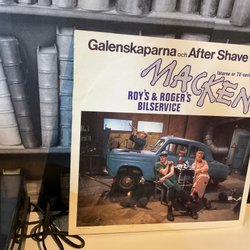 Galenskaparna och After Shave
MACKEN
ROY'S & ROGER'S
BILSERVICE